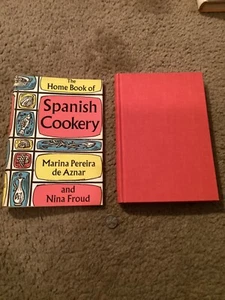 The
Home Book of
Spanish
Cookery
Marina Pereira
de Aznar
and
Nina Froud